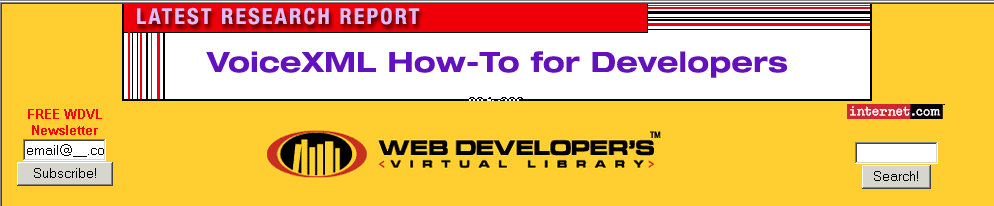 LATEST RESEARCH REPORT
VoiceXML How-To for Developers
FREE WDVL
Newsletter
email@__.co
Subscribe!
WEB DEVELOPER'S™
<VIRTUAL LIBRARY>
internet.com
Search!